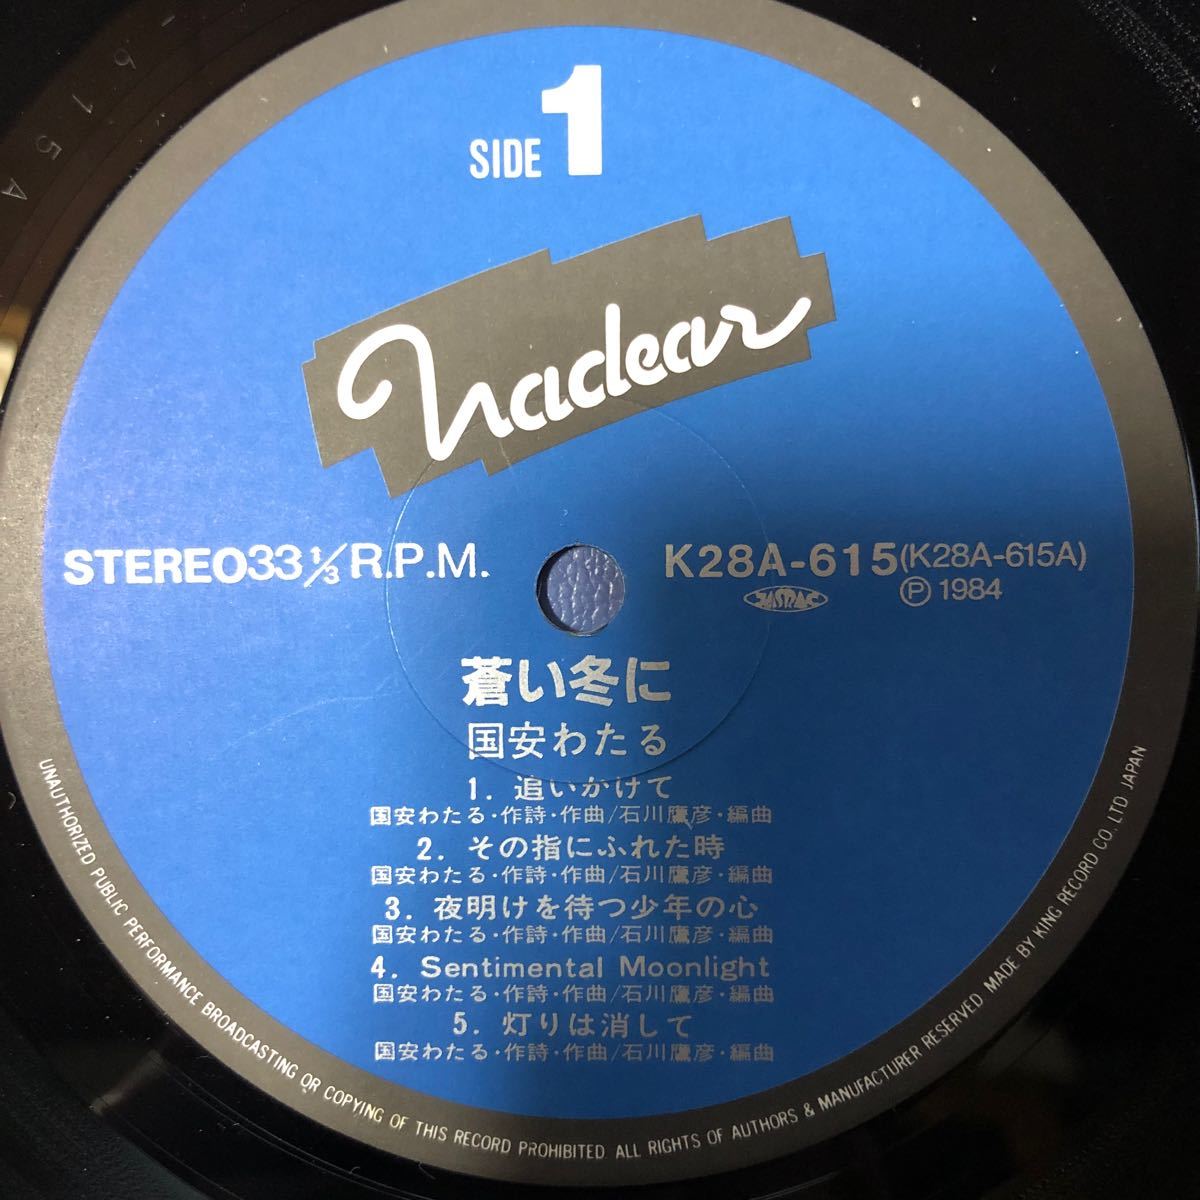 SIDE 1
Naclear
STEREO 33 1/3 R.P.M.
K28A-615 (K28A-615A)
JASRAC
Ⓟ 1984
蒼い冬に
国安わたる
1. 追いかけて
国安わたる・作詩・作曲/石川鷹彦・編曲
2. その指にふれた時
国安わたる・作詩・作曲/石川鷹彦・編曲
3. 夜明けを待つ少年の心
国安わたる・作詩・作曲/石川鷹彦・編曲
4. Sentimental Moonlight
国安わたる・作詩・作曲/石川鷹彦・編曲
5. 灯りは消して
国安わたる・作詩・作曲/石川鷹彦・編曲
UNAUTHORIZED PUBLIC PERFORMANCE BROADCASTING OR COPYING OF THIS RECORD PROHIBITED ALL RIGHTS OF AUTHORS & MANUFACTURER RESERVED MADE BY KING RECORD CO., LTD JAPAN